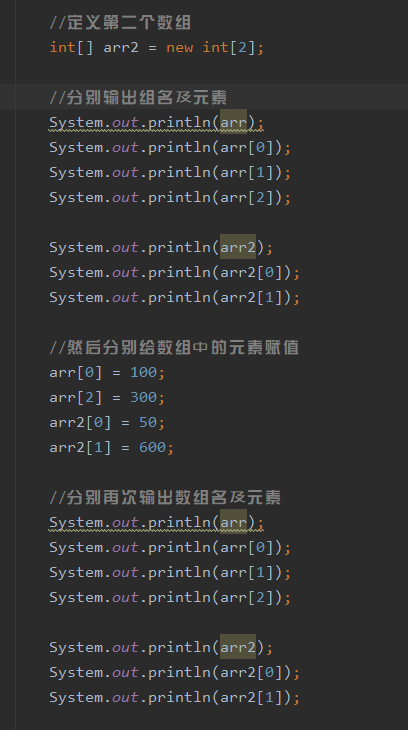 //定义第二个数组
int[] arr2 = new int[2];
//分别输出组名及元素
System.out.println(arr);
System.out.println(arr[0]);
System.out.println(arr[1]);
System.out.println(arr[2]);
System.out.println(arr2);
System.out.println(arr2[0]);
System.out.println(arr2[1]);
//然后分别给数组中的元素赋值
arr[0] = 100;
arr[2] = 300;
arr2[0] = 50;
arr2[1] = 600;
//分别再次输出数组名及元素
System.out.println(arr);
System.out.println(arr[0]);
System.out.println(arr[1]);
System.out.println(arr[2]);
System.out.println(arr2);
System.out.println(arr2[0]);
System.out.println(arr2[1]);